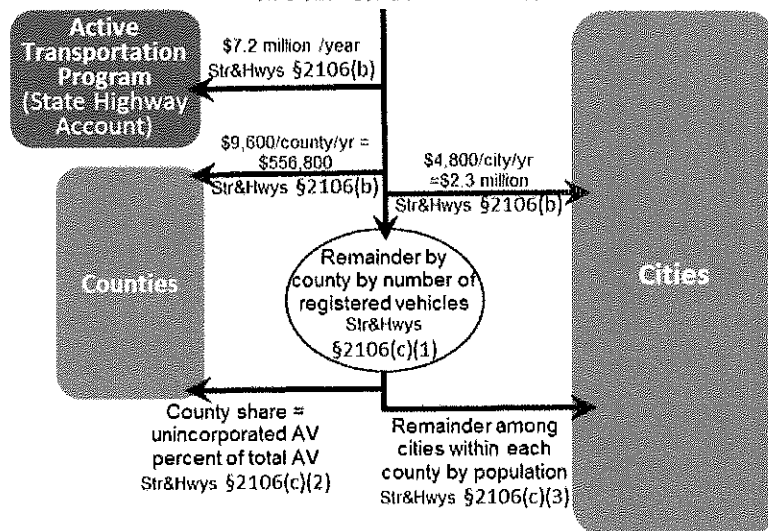 Active
Transportation
Program
(State Highway
Account)
$7.2 million /year
Str&Hwys §2106(b)
$9,600/county/yr =
$556,800
Str&Hwys §2106(b)
$4,800/city/yr
=$2.3 million
Str&Hwys §2106(b)
Counties
Remainder by
county by number of
registered vehicles
Str&Hwys
§2106(c)(1)
Cities
County share =
unincorporated AV
percent of total AV
Str&Hwys §2106(c)(2)
Remainder among
cities within each
county by population
Str&Hwys §2106(c)(3)